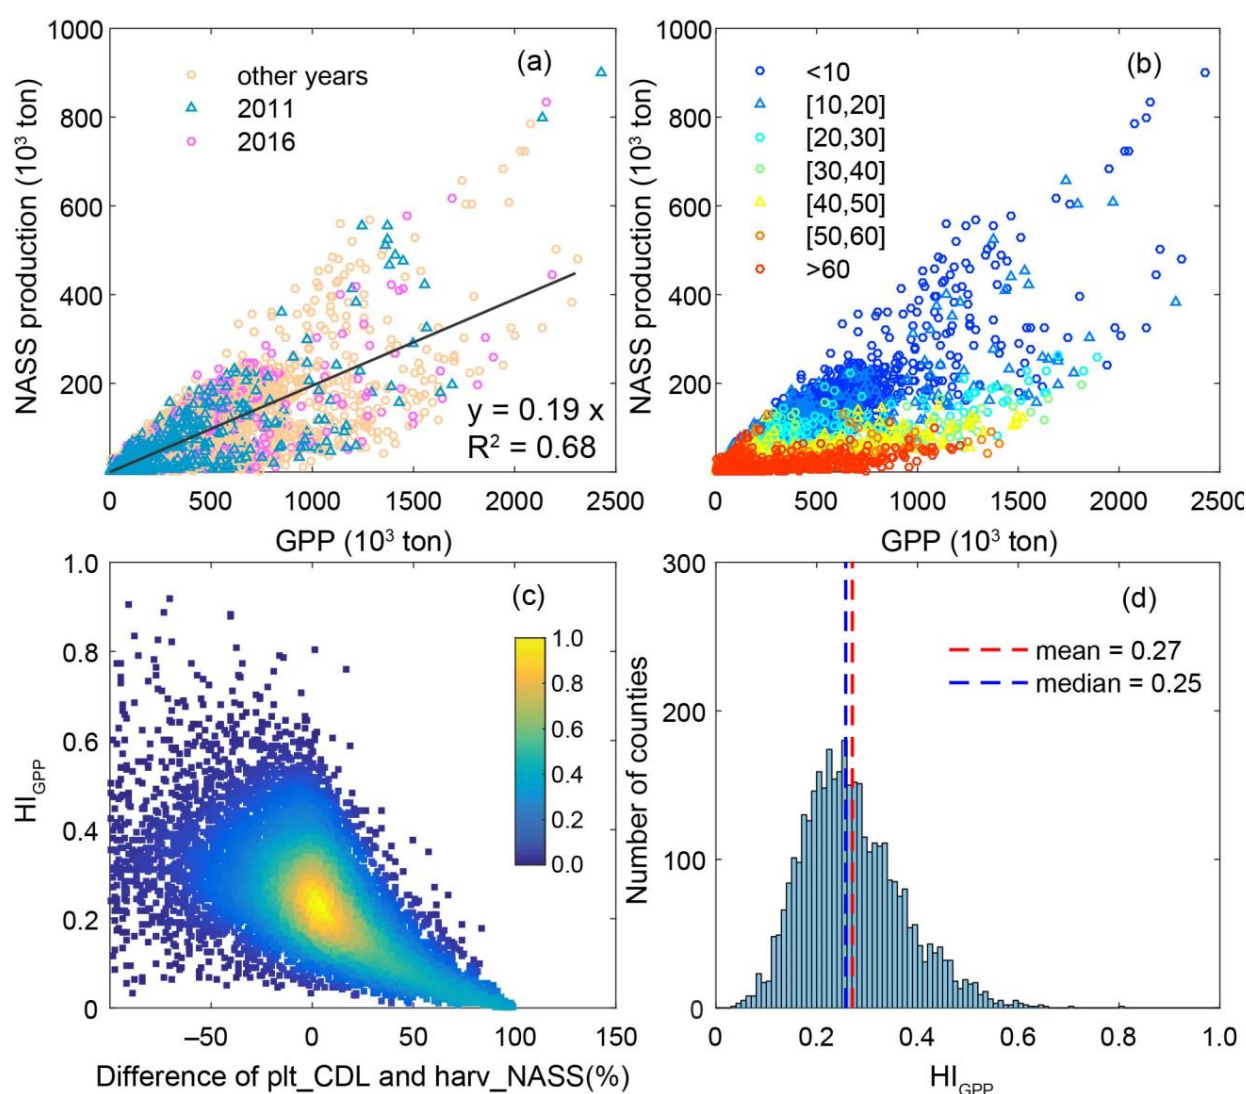 (a)
other years
2011
2016
y = 0.19 x
R² = 0.68
1000
800
600
400
200
0
0 500 1000 1500 2000 2500
NASS production (10³ ton)
GPP (10³ ton)
(b)
<10
[10,20]
[20,30]
[30,40]
[40,50]
[50,60]
>60
1000
800
600
400
200
0
0 500 1000 1500 2000 2500
NASS production (10³ ton)
GPP (10³ ton)
(c)
1.0
0.8
0.6
0.4
0.2
0.0
1.0
0.8
0.6
0.4
0.2
0
–50 0 50 100 150
HI_GPP
Difference of plt_CDL and harv_NASS(%)
(d)
mean = 0.27
median = 0.25
300
200
100
0
0 0.2 0.4 0.6 0.8 1.0
Number of counties
HI_GPP